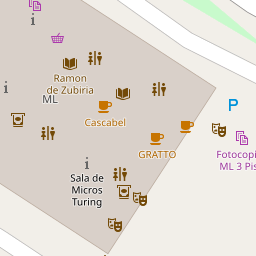 Ramon
de Zubiria
ML
Cascabel
P
GRATTO
Fotocopi
ML 3 Pis
Sala de
Micros
Turing